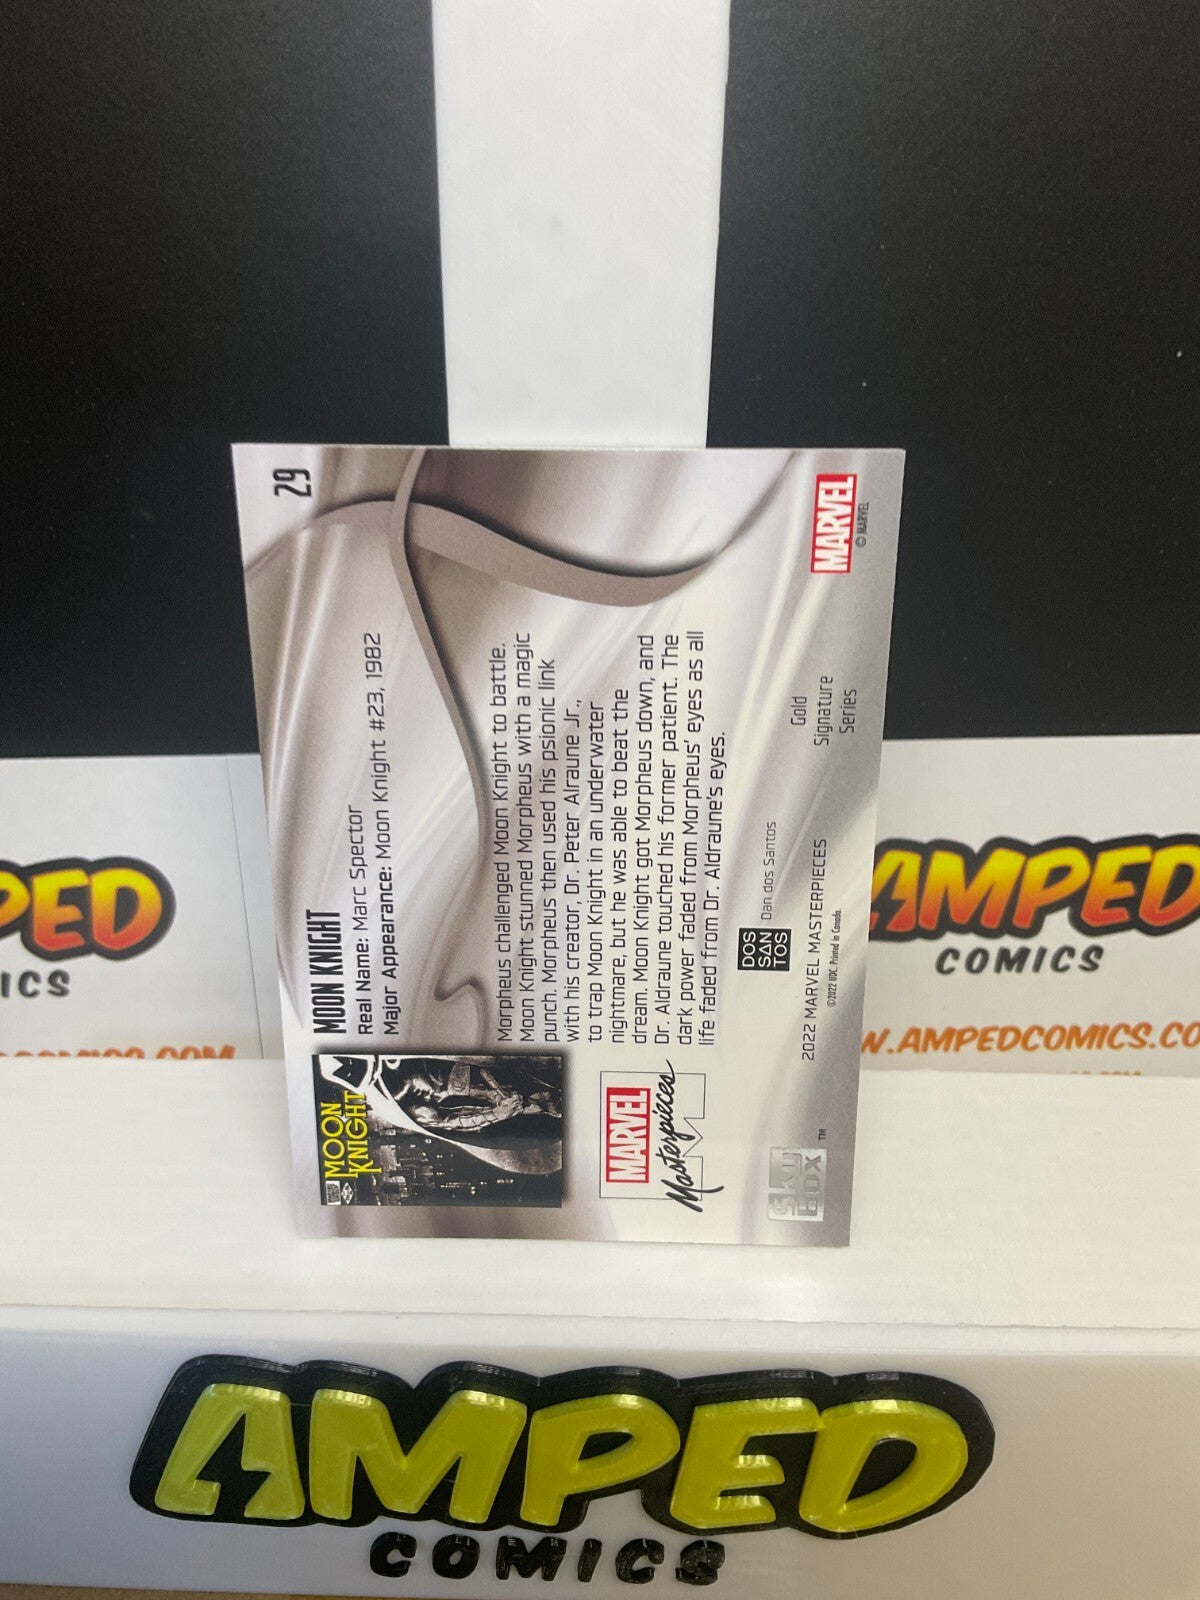 29
MOON KNIGHT
Real Name: Marc Spector
Major Appearance: Moon Knight #23, 1982
MOON
KNIGHT
Morpheus challenged Moon Knight to battle.
Moon Knight stunned Morpheus with a magic
punch. Morpheus then used his psionic link
with his creator, Dr. Peter Alraune Jr.,
to trap Moon Knight in an underwater
nightmare, but he was able to beat the
dream. Moon Knight got Morpheus down, and
Dr. Aldraune touched his former patient. The
dark power faded from Morpheus' eyes as all
life faded from Dr. Aldraune's eyes.
MARVEL
Masterpieces
DOS
SAN
TOS
Dan dos Santos
Gold
Signature
Series
2022 MARVEL MASTERPIECES
©2022 UDC. Printed in Canada.
SKY
BOX
™
MARVEL
© MARVEL
PED
ICS
AMPED
COMICS
W.AMPEDCOMICS.CO
AMPED
COMICS